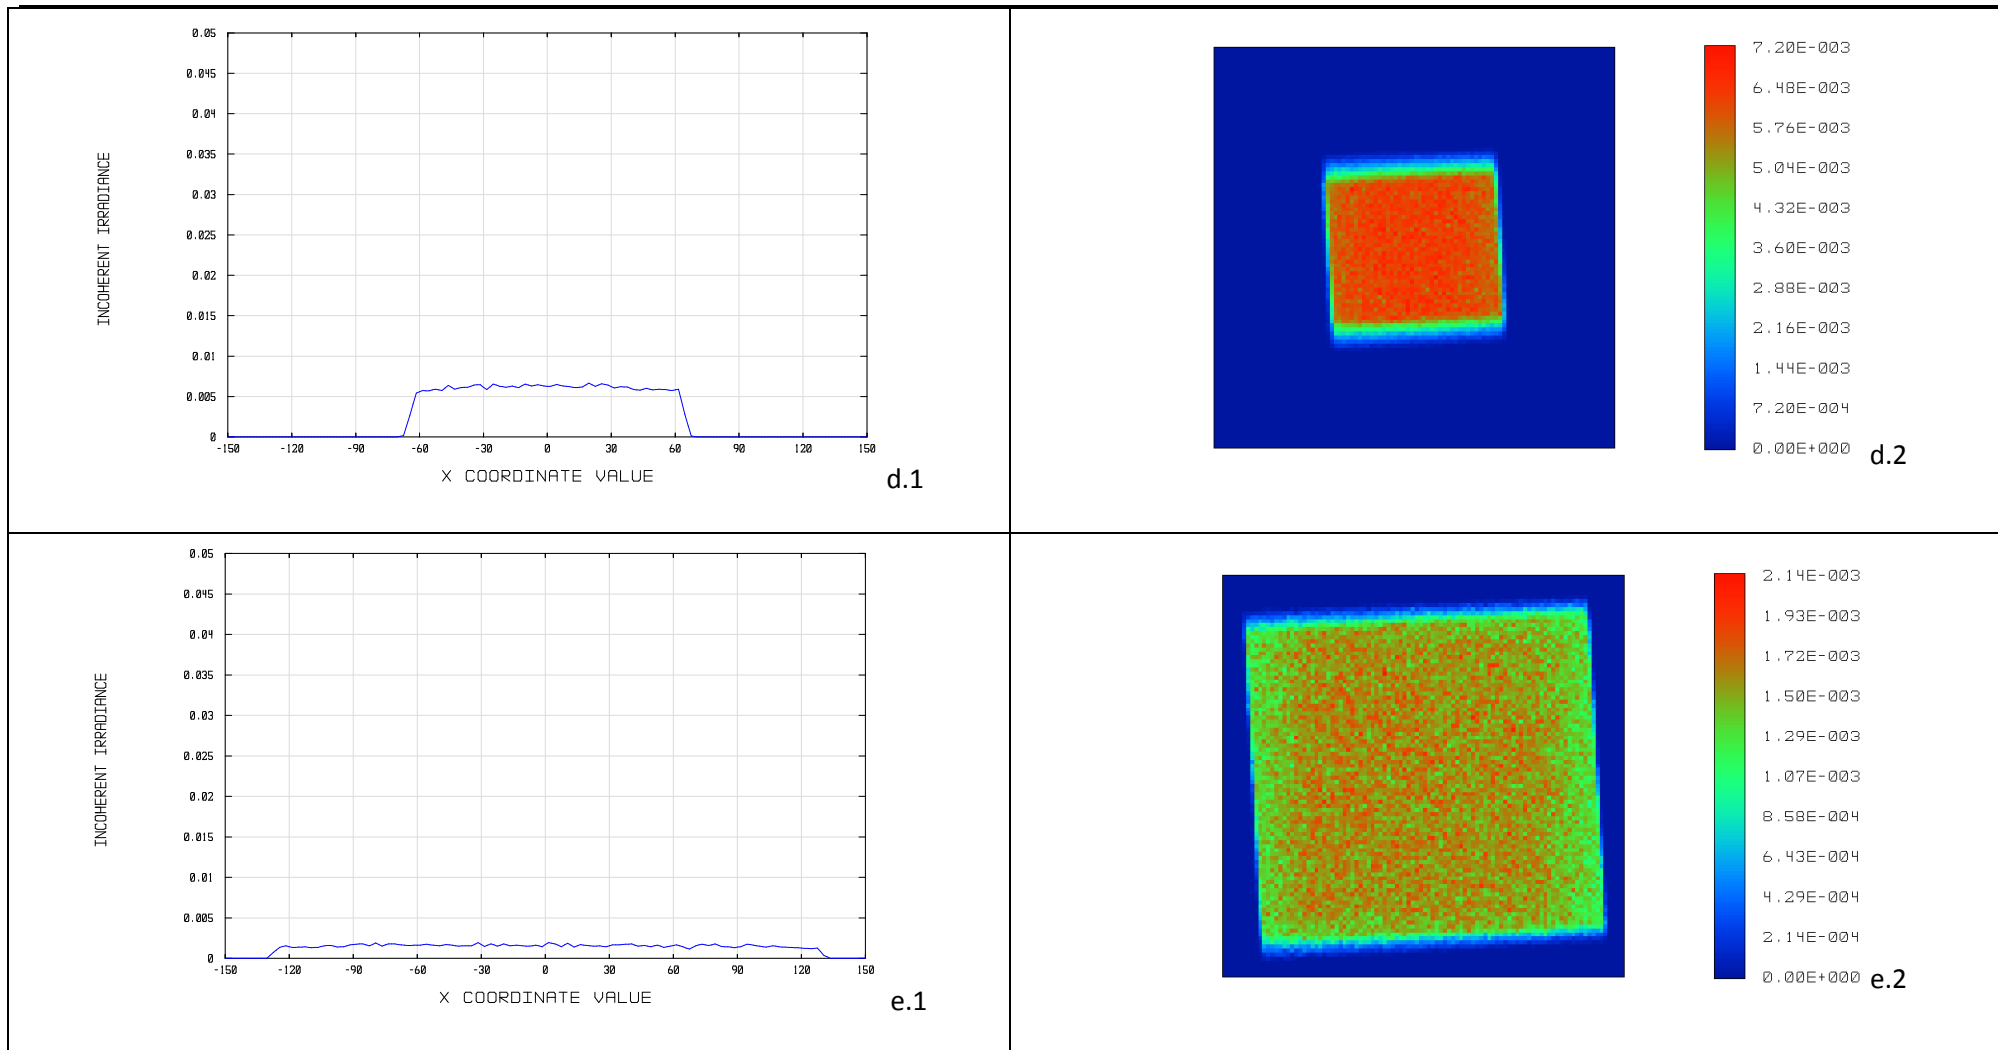 0.05
0.045
0.04
0.035
0.03
0.025
0.02
0.015
0.01
0.005
0
INCOHERENT IRRADIANCE
-150 -120 -90 -60 -30 0 30 60 90 120 150
X COORDINATE VALUE
d.1
7.20E-003
6.48E-003
5.76E-003
5.04E-003
4.32E-003
3.60E-003
2.88E-003
2.16E-003
1.44E-003
7.20E-004
0.00E+000
d.2
0.05
0.045
0.04
0.035
0.03
0.025
0.02
0.015
0.01
0.005
0
INCOHERENT IRRADIANCE
-150 -120 -90 -60 -30 0 30 60 90 120 150
X COORDINATE VALUE
e.1
2.14E-003
1.93E-003
1.72E-003
1.50E-003
1.29E-003
1.07E-003
8.58E-004
6.43E-004
4.29E-004
2.14E-004
0.00E+000
e.2